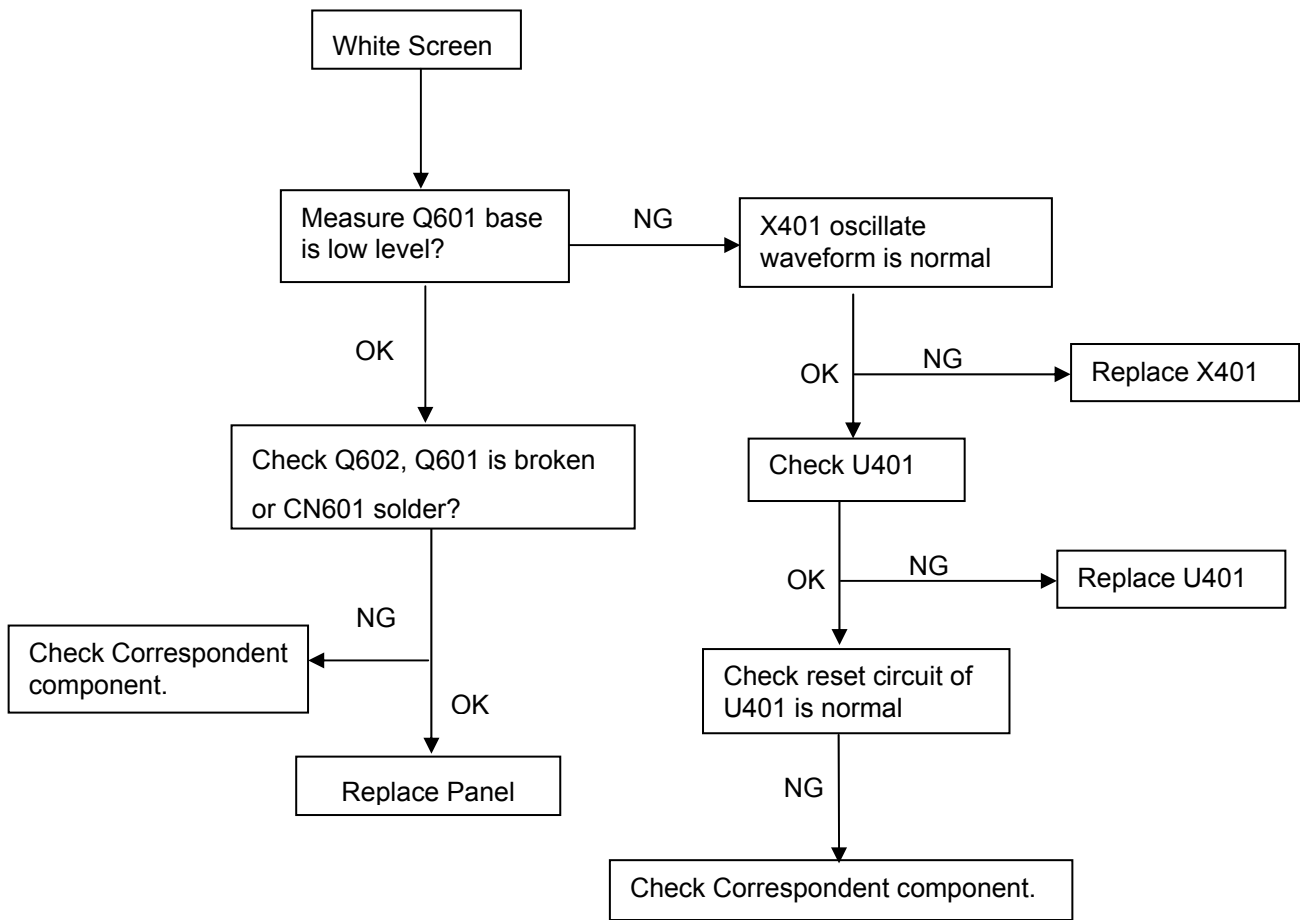 White Screen
Measure Q601 base
is low level?
NG
X401 oscillate
waveform is normal
OK
OK
NG
Replace X401
Check Q602, Q601 is broken
or CN601 solder?
Check U401
OK
NG
Replace U401
NG
Check Correspondent
component.
Check reset circuit of
U401 is normal
OK
Replace Panel
NG
Check Correspondent component.